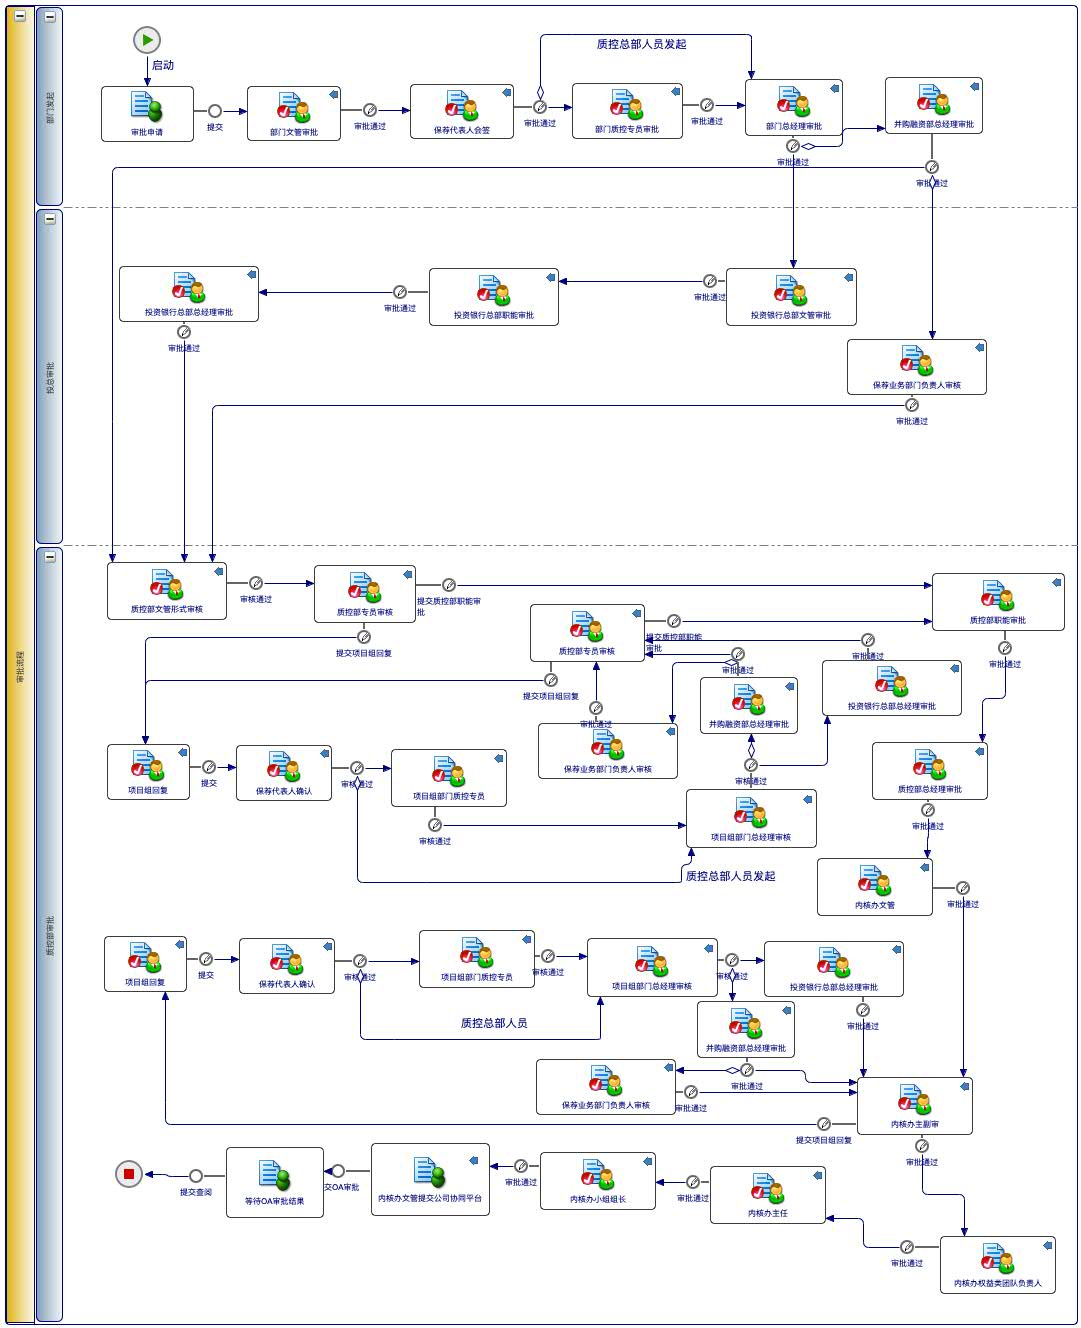 审批流程
部门发起
启动
质控总部人员发起
审批申请
提交
部门文管审批
审批通过
保荐代表人会签
审批通过
部门质控专员审批
审批通过
部门总经理审批
审批通过
并购融资部总经理审批
审批通过
投总审批
投资银行总部总经理审批
审批通过
投资银行总部职能审批
审批通过
投资银行总部文管审批
审批通过
保荐业务部门负责人审核
审批通过
质控部审批
质控部文管形式审核
审核通过
质控部专员审核
提交质控部职能审
批
提交项目组回复
质控部专员审核
提交质控部职能
审批
审批通过
审批通过
质控部职能审批
审批通过
提交项目组回复
审批通过
保荐业务部门负责人审核
并购融资部总经理审批
投资银行总部总经理审批
项目组回复
提交
保荐代表人确认
审核通过
项目组部门质控专员
审核通过
审核通过
项目组部门总经理审核
质控部总经理审批
审批通过
质控总部人员发起
内核办文管
审批通过
项目组回复
提交
保荐代表人确认
审核通过
项目组部门质控专员
审核通过
项目组部门总经理审核
审核通过
投资银行总部总经理审批
审批通过
质控总部人员
并购融资部总经理审批
审批通过
保荐业务部门负责人审核
审批通过
内核办主副审
提交项目组回复
审批通过
提交查阅
等待OA审批结果
交OA审批
内核办文管提交公司协同平台
审批通过
内核办小组组长
审批通过
内核办主任
审批通过
内核办权益类团队负责人